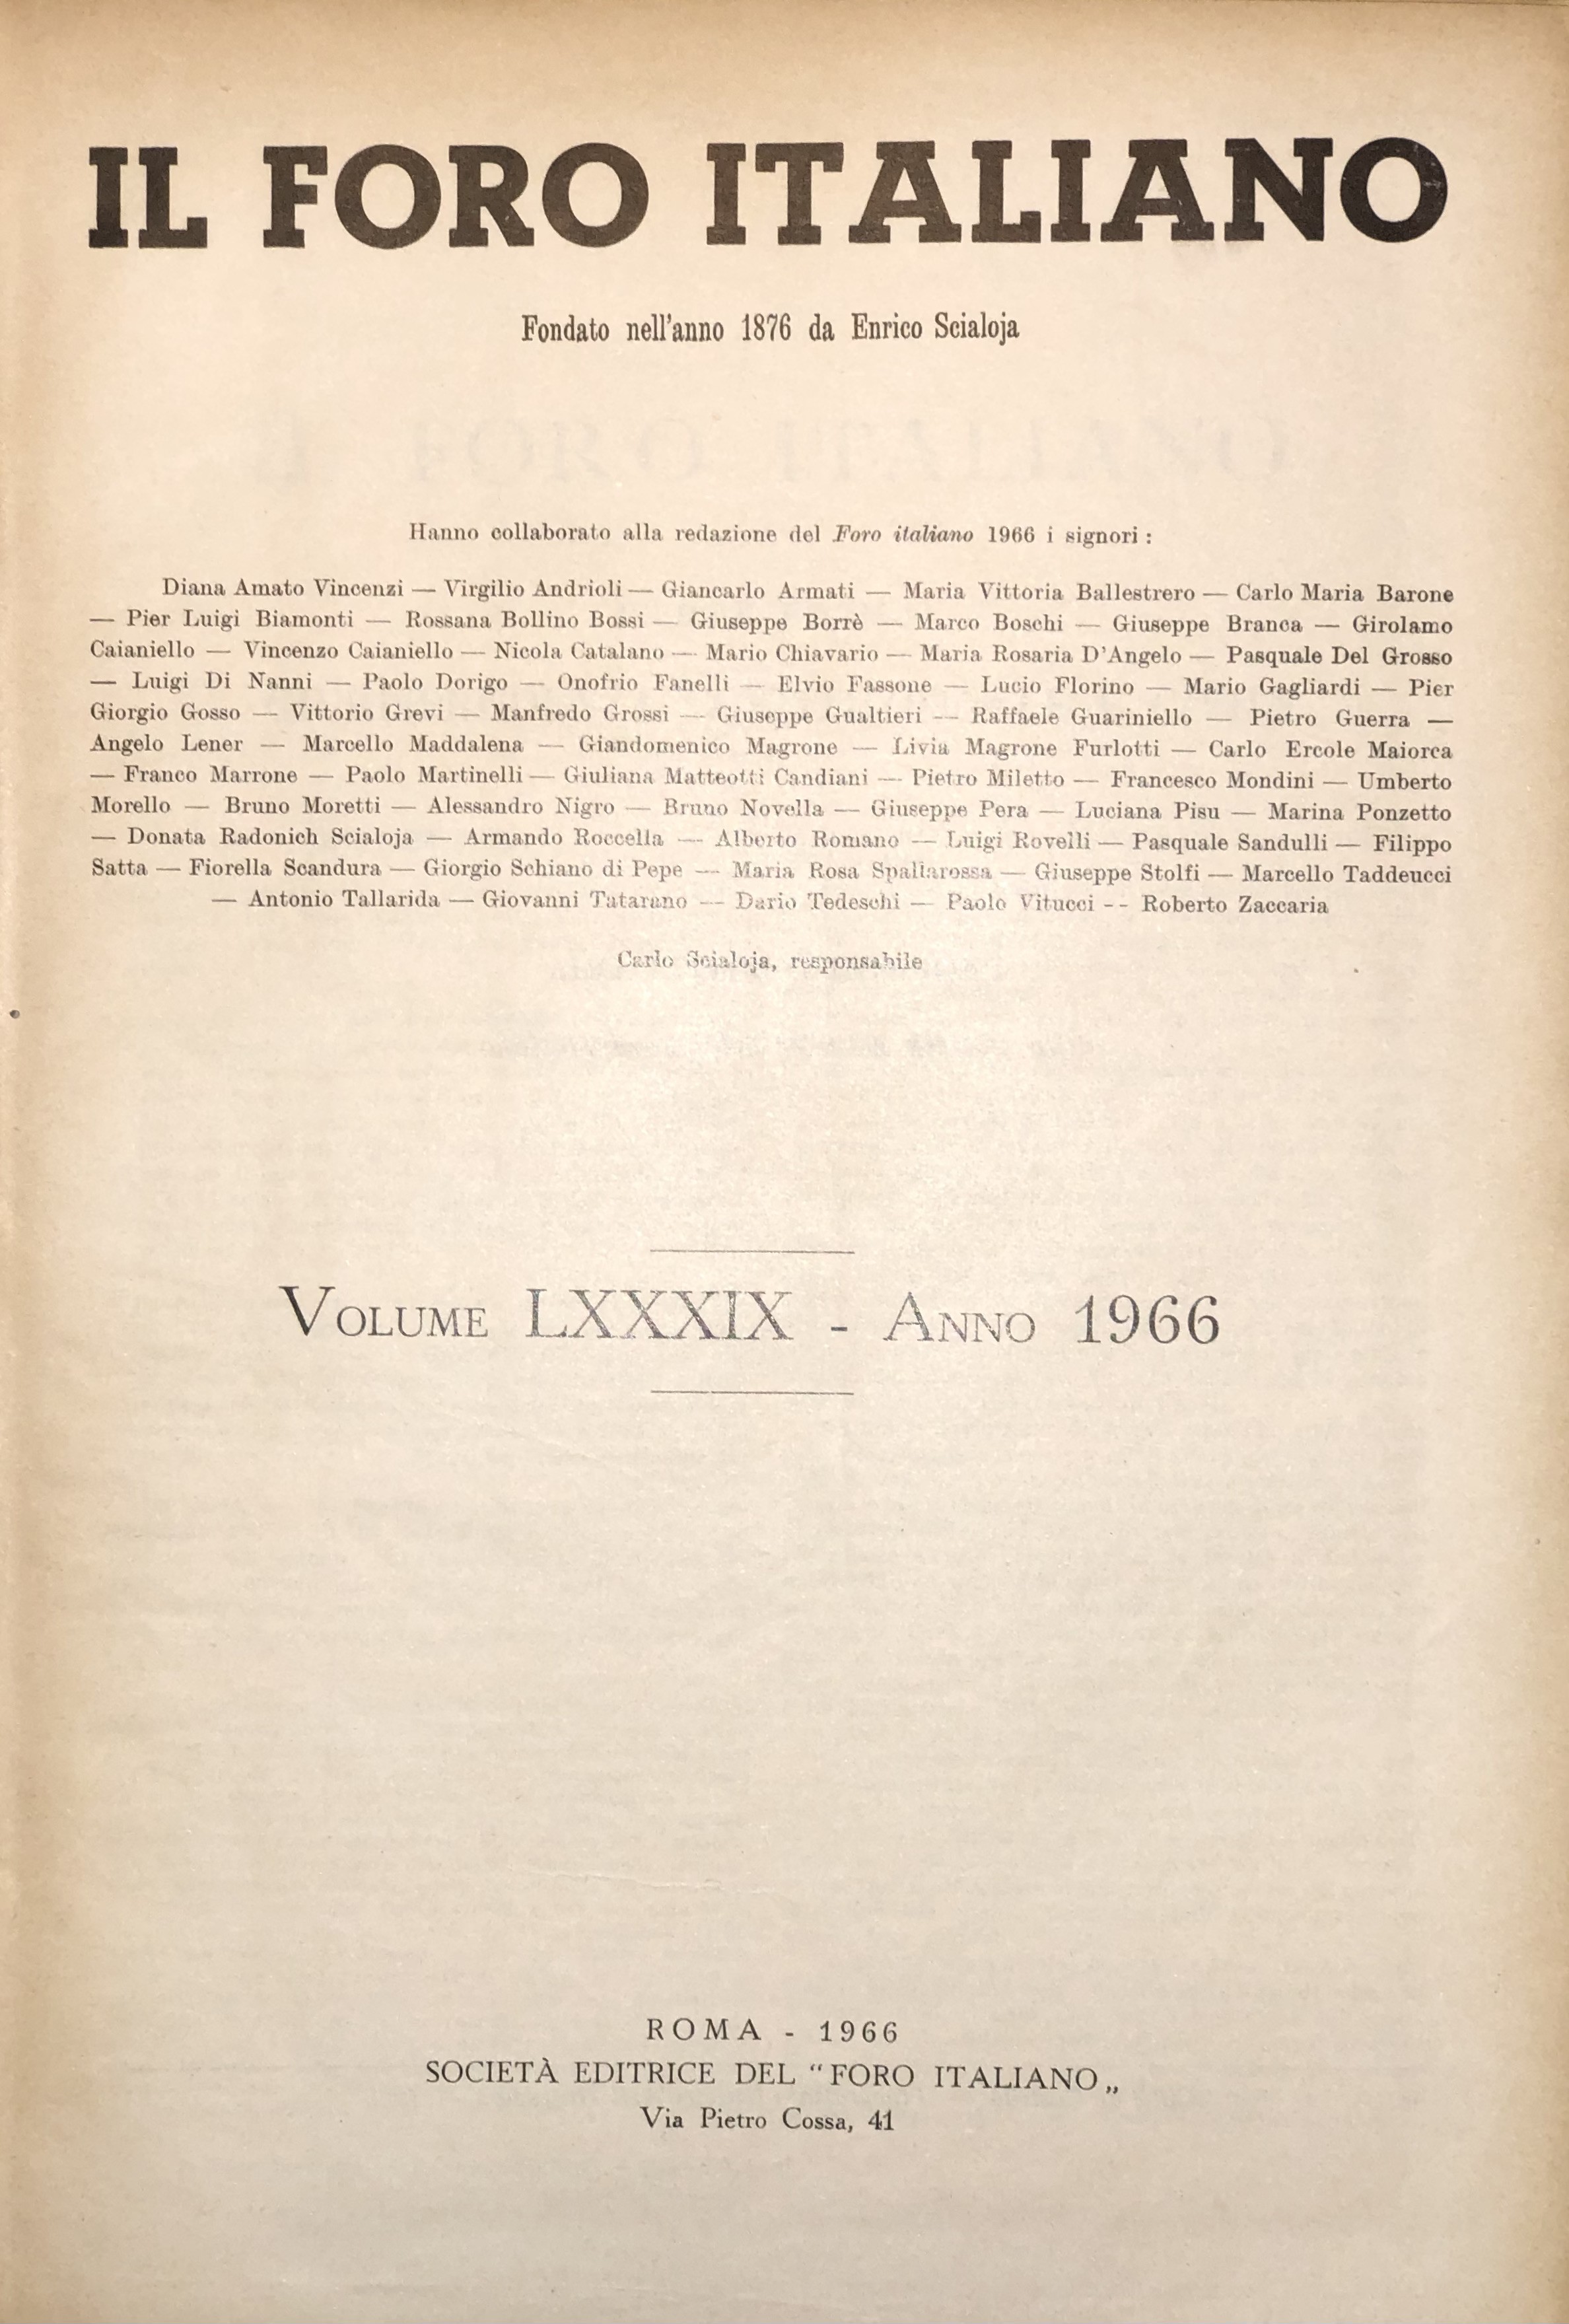 IL FORO ITALIANO
Fondato nell'anno 1876 da Enrico Scialoja
Hanno collaborato alla redazione del Foro italiano 1966 i signori :
Diana Amato Vincenzi — Virgilio Andrioli — Giancarlo Armati — Maria Vittoria Ballestrero — Carlo Maria Barone
— Pier Luigi Biamonti — Rossana Bollino Bossi — Giuseppe Borrè — Marco Boschi — Giuseppe Branca — Girolamo
Caianiello — Vincenzo Caianiello — Nicola Catalano — Mario Chiavario — Maria Rosaria D'Angelo — Pasquale Del Grosso
— Luigi Di Nanni — Paolo Dorigo — Onofrio Fanelli — Elvio Fassone — Lucio Florino — Mario Gagliardi — Pier
Giorgio Gosso — Vittorio Grevi — Manfredo Grossi — Giuseppe Gualtieri — Raffaele Guariniello — Pietro Guerra —
Angelo Lener — Marcello Maddalena — Giandomenico Magrone — Livia Magrone Furlotti — Carlo Ercole Maiorca
— Franco Marrone — Paolo Martinelli — Giuliana Matteotti Candiani — Pietro Miletto — Francesco Mondini — Umberto
Morello — Bruno Moretti — Alessandro Nigro — Bruno Novella — Giuseppe Pera — Luciana Pisu — Marina Ponzetto
— Donata Radonich Scialoja — Armando Roccella — Alberto Romano — Luigi Rovelli — Pasquale Sandulli — Filippo
Satta — Fiorella Scandura — Giorgio Schiano di Pepe — Maria Rosa Spallarossa — Giuseppe Stolfi — Marcello Taddeucci
— Antonio Tallarida — Giovanni Tatarano — Dario Tedeschi — Paolo Vitucci -- Roberto Zaccaria
Carlo Scialoja, responsabile
VOLUME LXXXIX - ANNO 1966
ROMA - 1966
SOCIETÀ EDITRICE DEL "FORO ITALIANO„
Via Pietro Cossa, 41